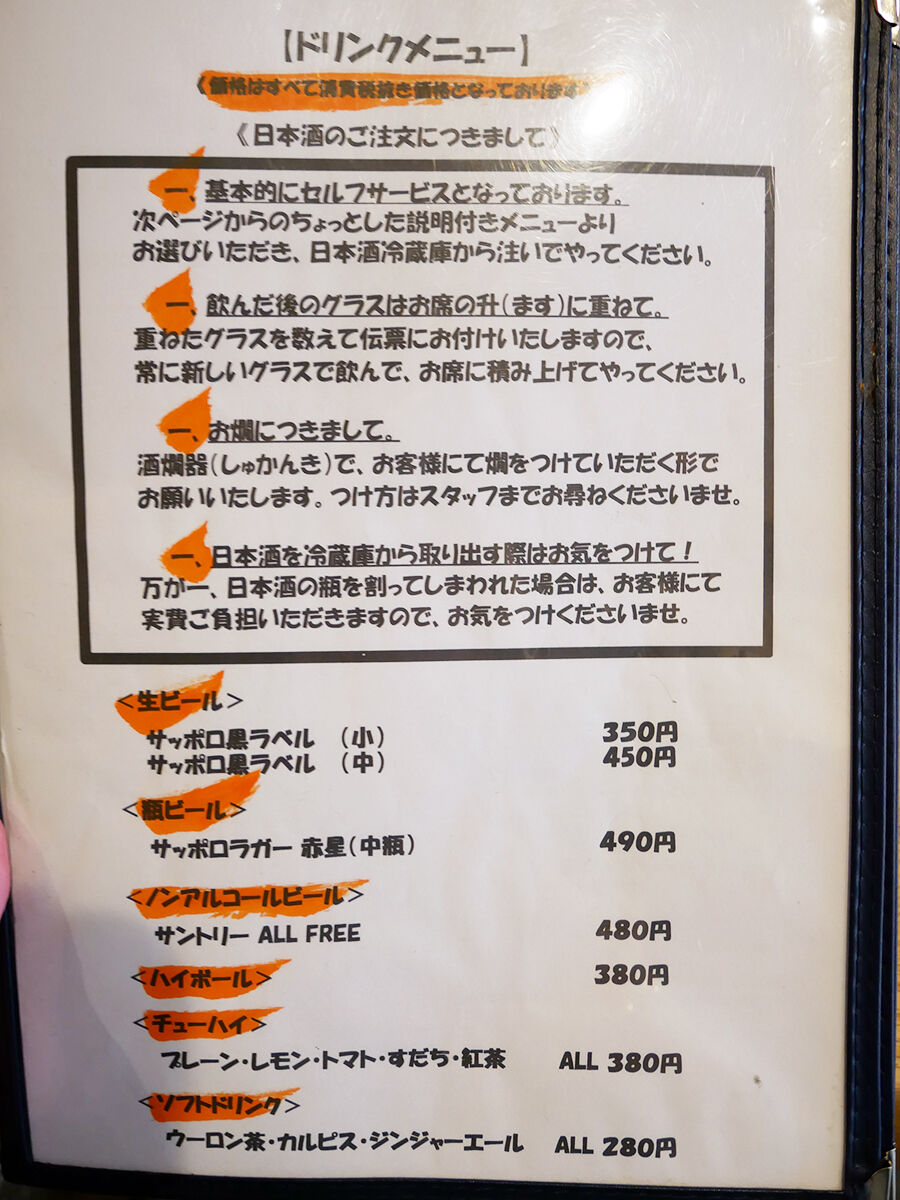 【ドリンクメニュー】
《価格はすべて消費税抜き価格となっております》
《日本酒のご注文につきまして》
一、基本的にセルフサービスとなっております。
次ページからのちょっとした説明付きメニューより
お選びいただき、日本酒冷蔵庫から注いでやってください。
一、飲んだ後のグラスはお席の升(ます)に重ねて。
重ねたグラスを数えて伝票にお付けいたしますので、
常に新しいグラスで飲んで、お席に積み上げてやってください。
一、お燗につきまして。
酒燗器(しゅかんき)で、お客様にて燗をつけていただく形で
お願いいたします。つけ方はスタッフまでお尋ねくださいませ。
一、日本酒を冷蔵庫から取り出す際はお気をつけて！
万が一、日本酒の瓶を割ってしまわれた場合は、お客様にて
実費ご負担いただきますので、お気をつけくださいませ。
<生ビール>
サッポロ黒ラベル (小) 350円
サッポロ黒ラベル (中) 450円
<瓶ビール>
サッポロラガー 赤星(中瓶) 490円
<ノンアルコールビール>
サントリー ALL FREE 480円
<ハイボール> 380円
<チューハイ>
プレーン・レモン・トマト・すだち・紅茶 ALL 380円
<ソフトドリンク>
ウーロン茶・カルピス・ジンジャーエール ALL 280円